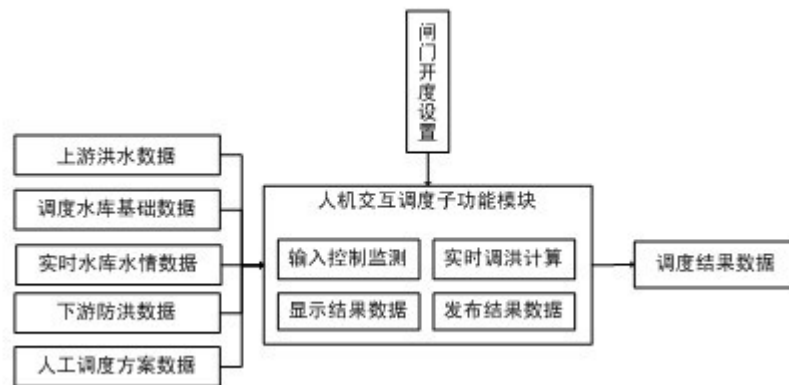 闸门开度设置
上游洪水数据
调度水库基础数据
实时水库水情数据
下游防洪数据
人工调度方案数据
人机交互调度子功能模块
输入控制监测
实时调洪计算
显示结果数据
发布结果数据
调度结果数据